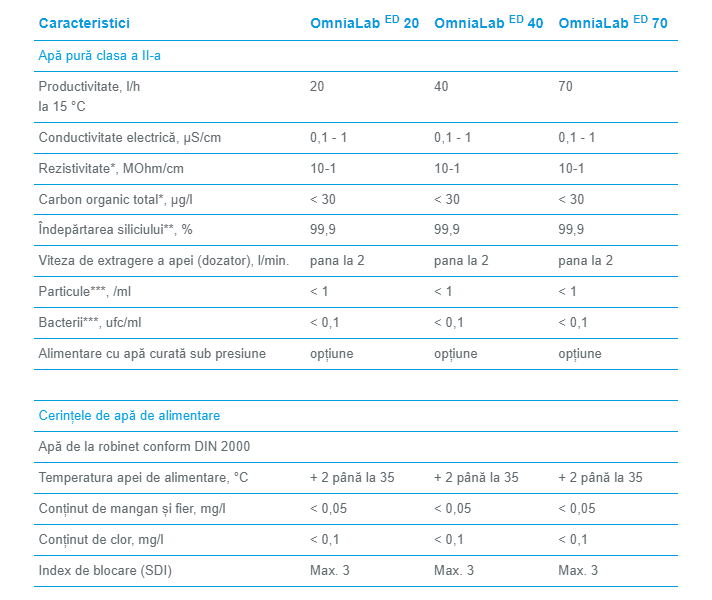 Caracteristici OmniaLab ED 20 OmniaLab ED 40 OmniaLab ED 70
Apă pură clasa a II-a
Productivitate, l/h 20 40 70
la 15 °C
Conductivitate electrică, µS/cm 0,1 - 1 0,1 - 1 0,1 - 1
Rezistivitate*, MOhm/cm 10-1 10-1 10-1
Carbon organic total*, µg/l < 30 < 30 < 30
Îndepărtarea siliciului**, % 99,9 99,9 99,9
Viteza de extragere a apei (dozator), l/min. pana la 2 pana la 2 pana la 2
Particule***, /ml < 1 < 1 < 1
Bacterii***, ufc/ml < 0,1 < 0,1 < 0,1
Alimentare cu apă curată sub presiune opțiune opțiune opțiune
Cerințele de apă de alimentare
Apă de la robinet conform DIN 2000
Temperatura apei de alimentare, °C + 2 până la 35 + 2 până la 35 + 2 până la 35
Conținut de mangan și fier, mg/l < 0,05 < 0,05 < 0,05
Conținut de clor, mg/l < 0,1 < 0,1 < 0,1
Index de blocare (SDI) Max. 3 Max. 3 Max. 3